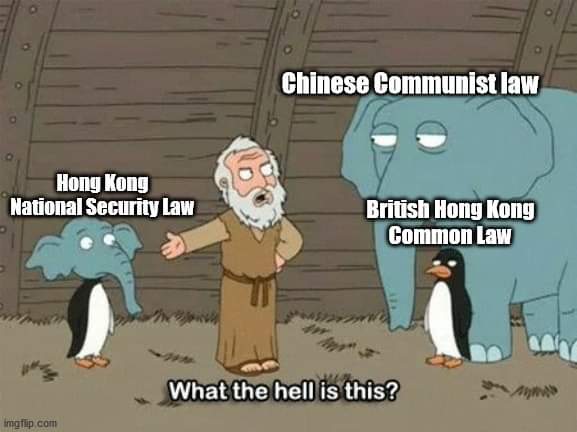 Chinese Communist law
Hong Kong
National Security Law
British Hong Kong
Common Law
What the hell is this?
imgflip.com